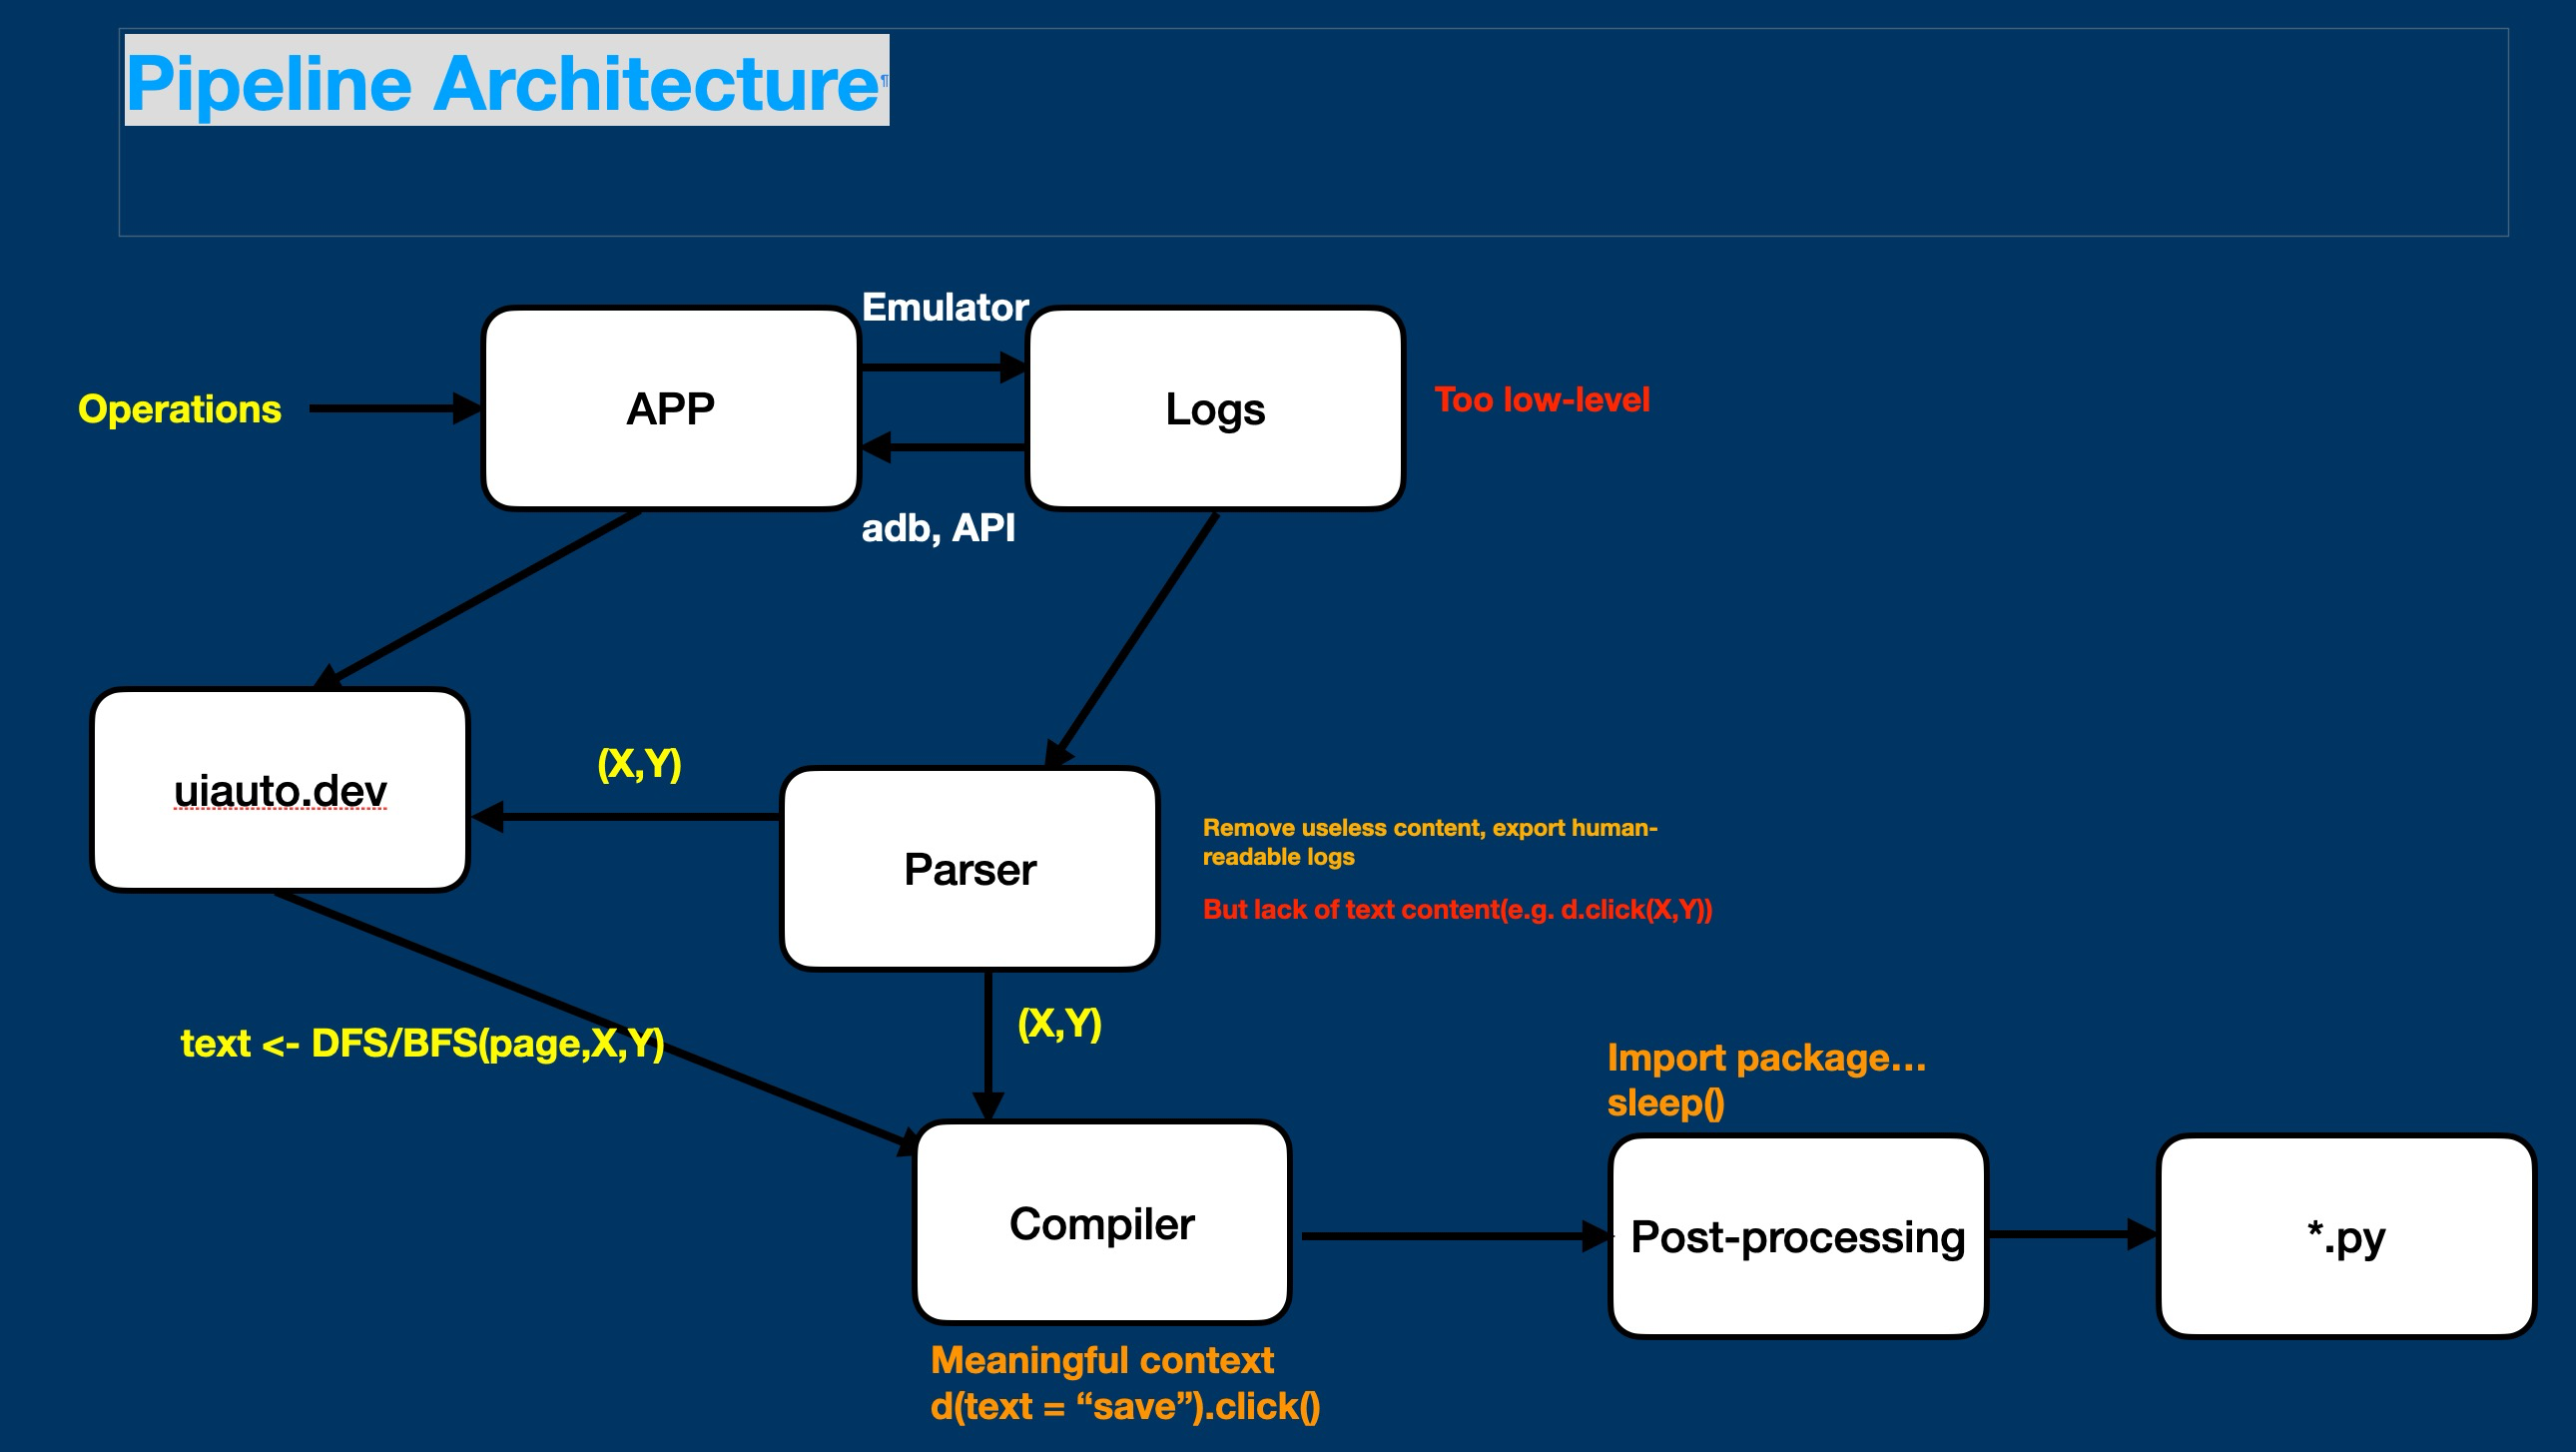 Pipeline Architecture
Emulator
Operations
APP
Logs
Too low-level
adb, API
uiauto.dev
(X,Y)
Parser
Remove useless content, export human-
readable logs
But lack of text content(e.g. d.click(X,Y))
text <- DFS/BFS(page,X,Y)
(X,Y)
Import package…
sleep()
Compiler
Post-processing
*.py
Meaningful context
d(text = “save”).click()